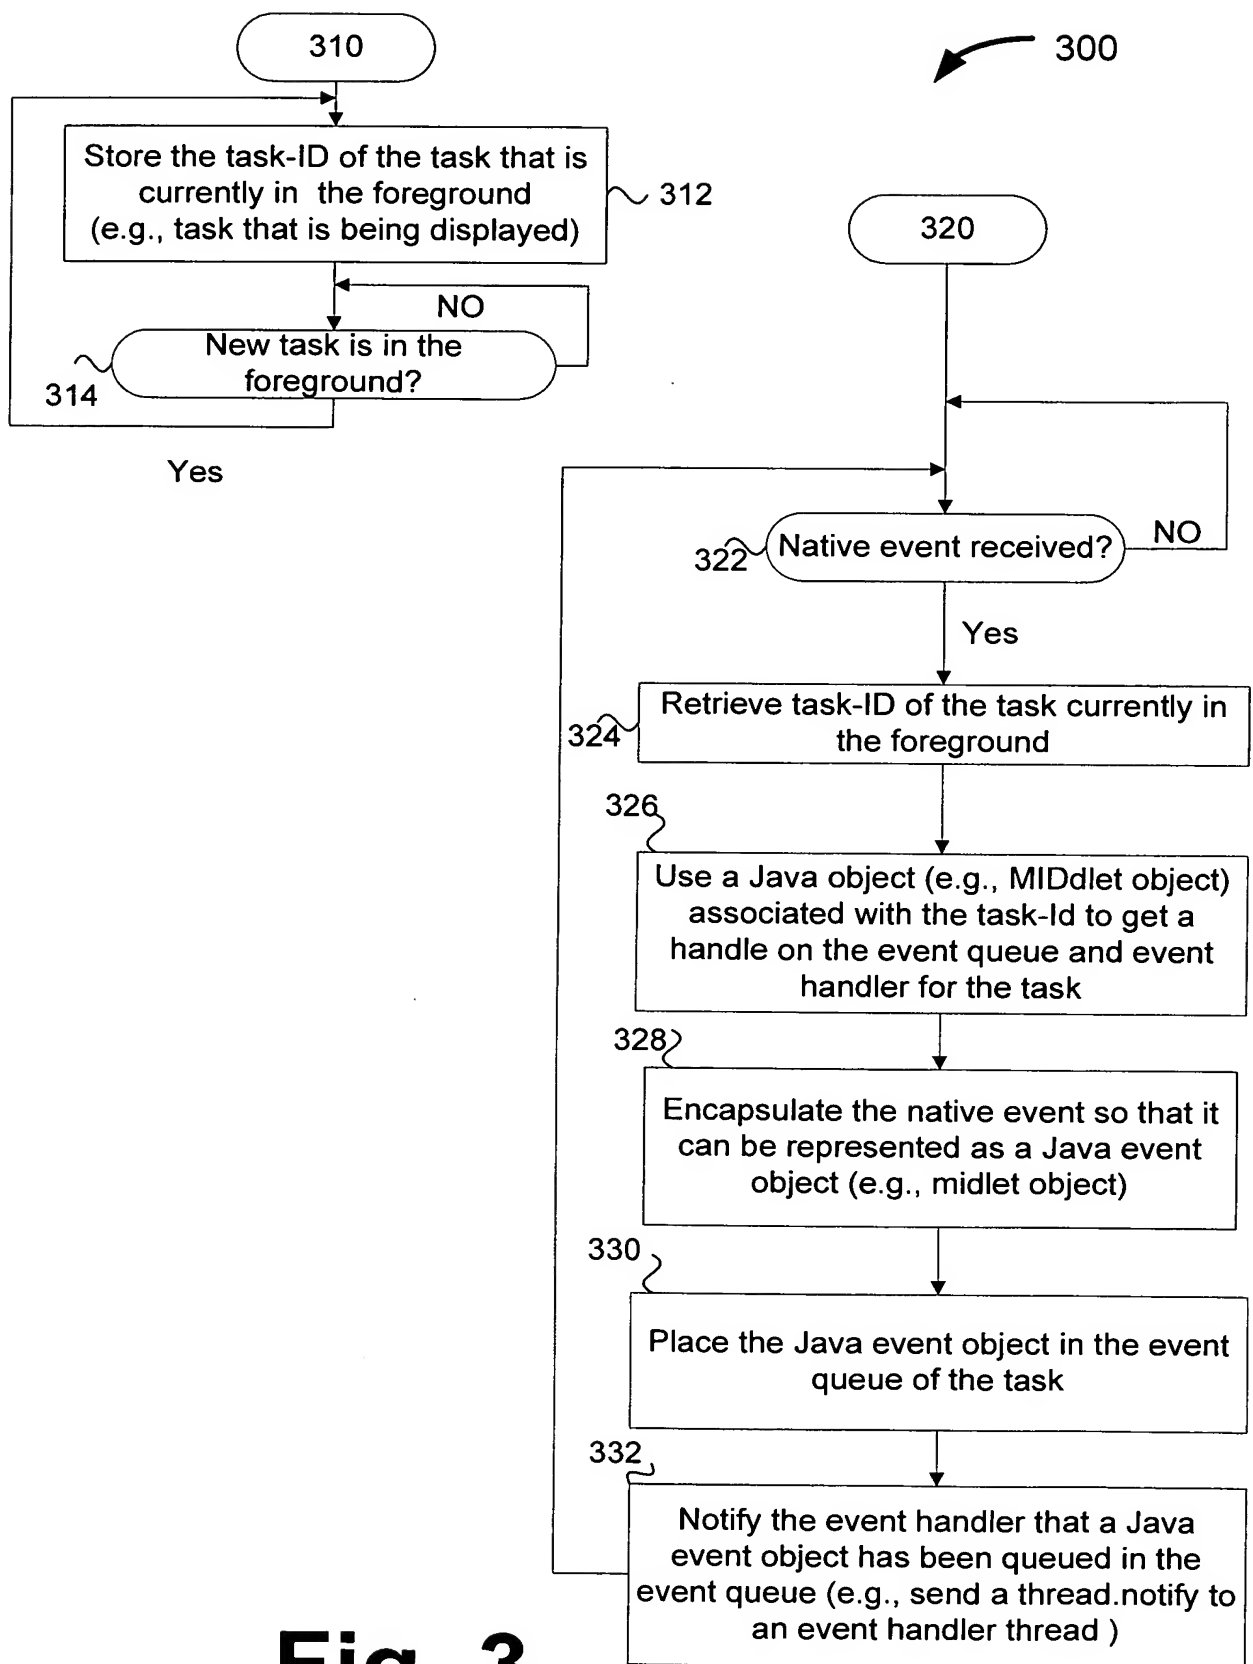 310
300
Store the task-ID of the task that is
currently in the foreground
(e.g., task that is being displayed)
312
320
NO
New task is in the
foreground?
314
Yes
Native event received?
322
NO
Yes
Retrieve task-ID of the task currently in
the foreground
324
326
Use a Java object (e.g., MIDdlet object)
associated with the task-Id to get a
handle on the event queue and event
handler for the task
328
Encapsulate the native event so that it
can be represented as a Java event
object (e.g., midlet object)
330
Place the Java event object in the event
queue of the task
332
Notify the event handler that a Java
event object has been queued in the
event queue (e.g., send a thread.notify to
an event handler thread )
Fig. 3